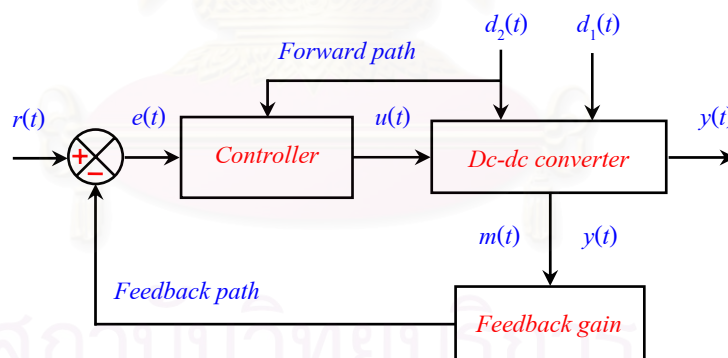 d₂(t) d₁(t)
Forward path
r(t) e(t) u(t) y(t)
+
−
Controller
Dc-dc converter
m(t) y(t)
Feedback path
Feedback gain